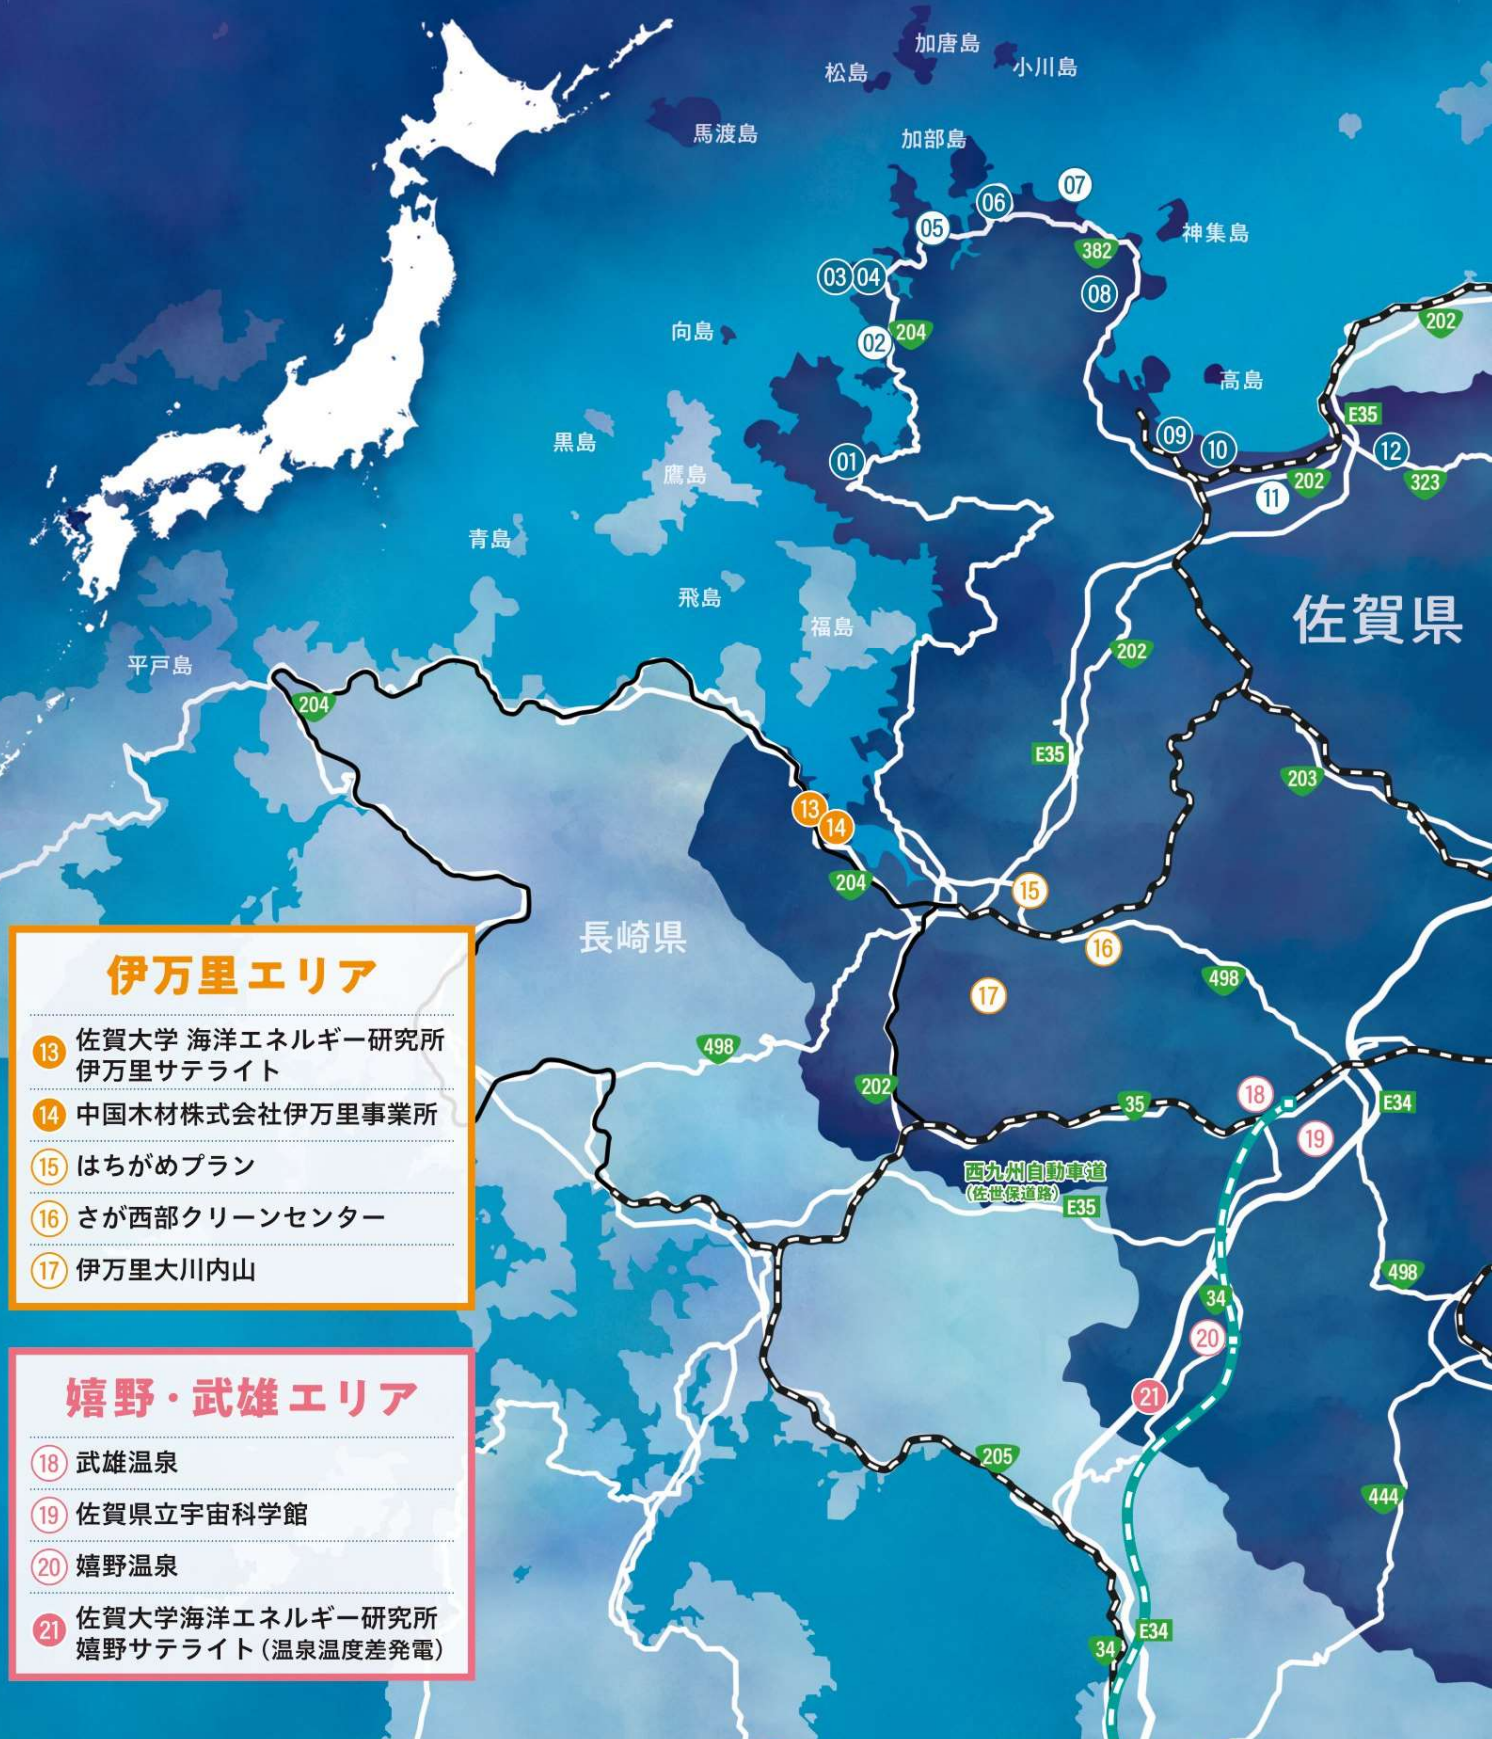 加唐島
松島
小川島
馬渡島
加部島
07
06
05
神集島
382
03
04
08
向島
02
204
202
高島
E35
黒島
09
10
12
01
鷹島
202
323
11
青島
飛島
佐賀県
福島
202
平戸島
204
E35
203
13
14
204
15
長崎県
16
498
17
498
202
35
18
E34
19
西九州自動車道
(佐世保道路)
E35
498
34
20
21
205
444
E34
34
伊万里エリア
13 佐賀大学 海洋エネルギー研究所
伊万里サテライト
14 中国木材株式会社伊万里事業所
15 はちがめプラン
16 さが西部クリーンセンター
17 伊万里大川内山
嬉野・武雄エリア
18 武雄温泉
19 佐賀県立宇宙科学館
20 嬉野温泉
21 佐賀大学海洋エネルギー研究所
嬉野サテライト(温泉温度差発電)